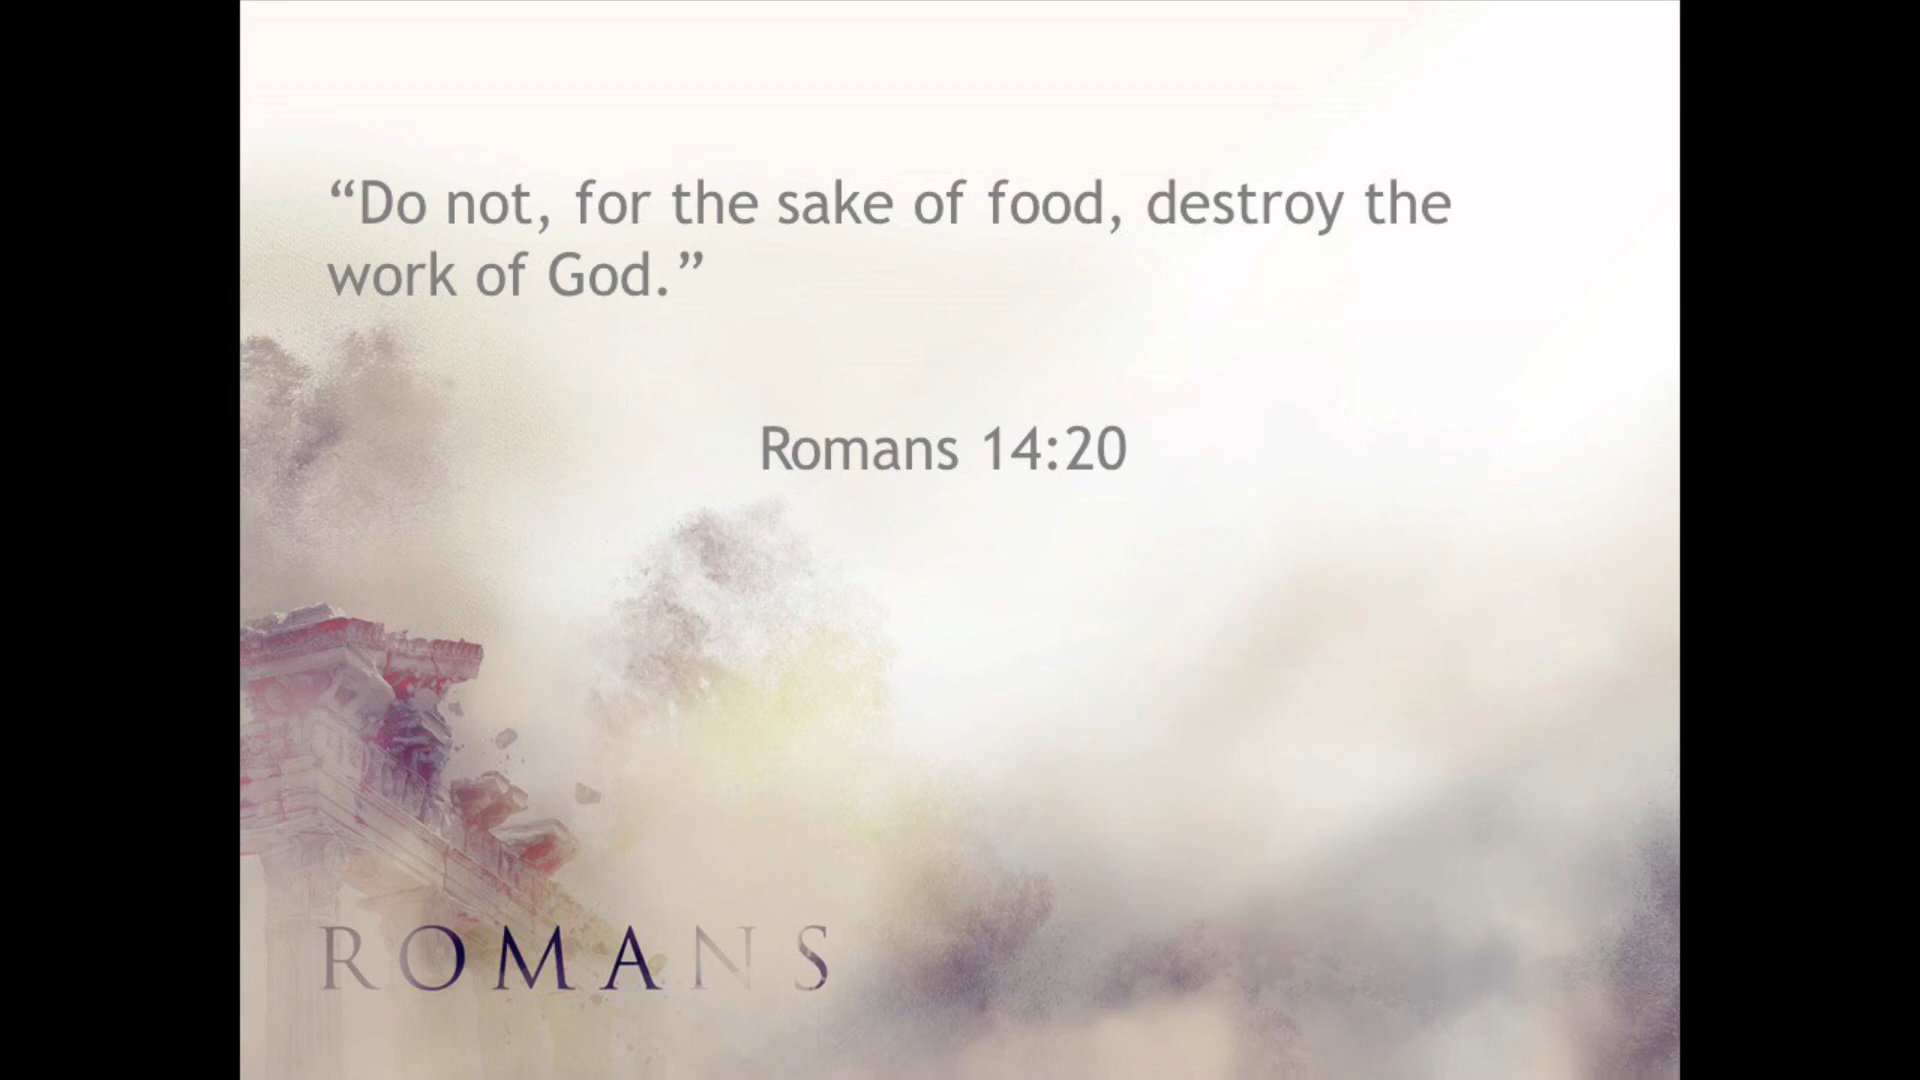 “Do not, for the sake of food, destroy the
work of God.”
Romans 14:20
ROMANS